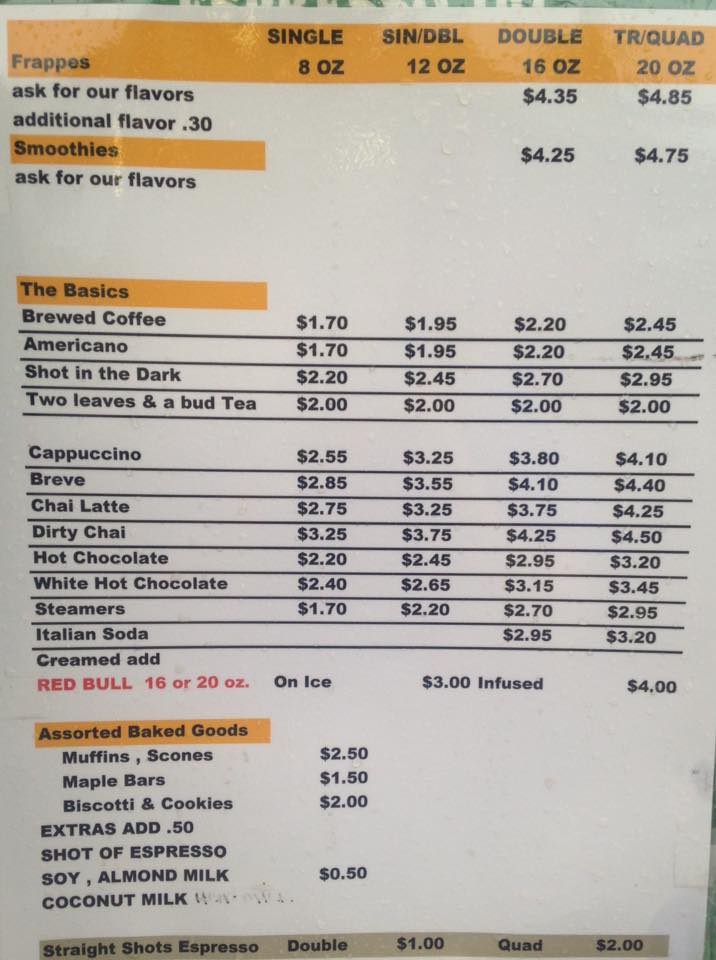 SINGLE SIN/DBL DOUBLE TR/QUAD
Frappes 8 OZ 12 OZ 16 OZ 20 OZ
ask for our flavors $4.35 $4.85
additional flavor .30
Smoothies $4.25 $4.75
ask for our flavors
The Basics
Brewed Coffee $1.70 $1.95 $2.20 $2.45
Americano $1.70 $1.95 $2.20 $2.45
Shot in the Dark $2.20 $2.45 $2.70 $2.95
Two leaves & a bud Tea $2.00 $2.00 $2.00 $2.00
Cappuccino $2.55 $3.25 $3.80 $4.10
Breve $2.85 $3.55 $4.10 $4.40
Chai Latte $2.75 $3.25 $3.75 $4.25
Dirty Chai $3.25 $3.75 $4.25 $4.50
Hot Chocolate $2.20 $2.45 $2.95 $3.20
White Hot Chocolate $2.40 $2.65 $3.15 $3.45
Steamers $1.70 $2.20 $2.70 $2.95
Italian Soda $2.95 $3.20
Creamed add
RED BULL 16 or 20 oz. On Ice $3.00 Infused $4.00
Assorted Baked Goods
Muffins , Scones $2.50
Maple Bars $1.50
Biscotti & Cookies $2.00
EXTRAS ADD .50
SHOT OF ESPRESSO
SOY , ALMOND MILK $0.50
COCONUT MILK
Straight Shots Espresso Double $1.00 Quad $2.00